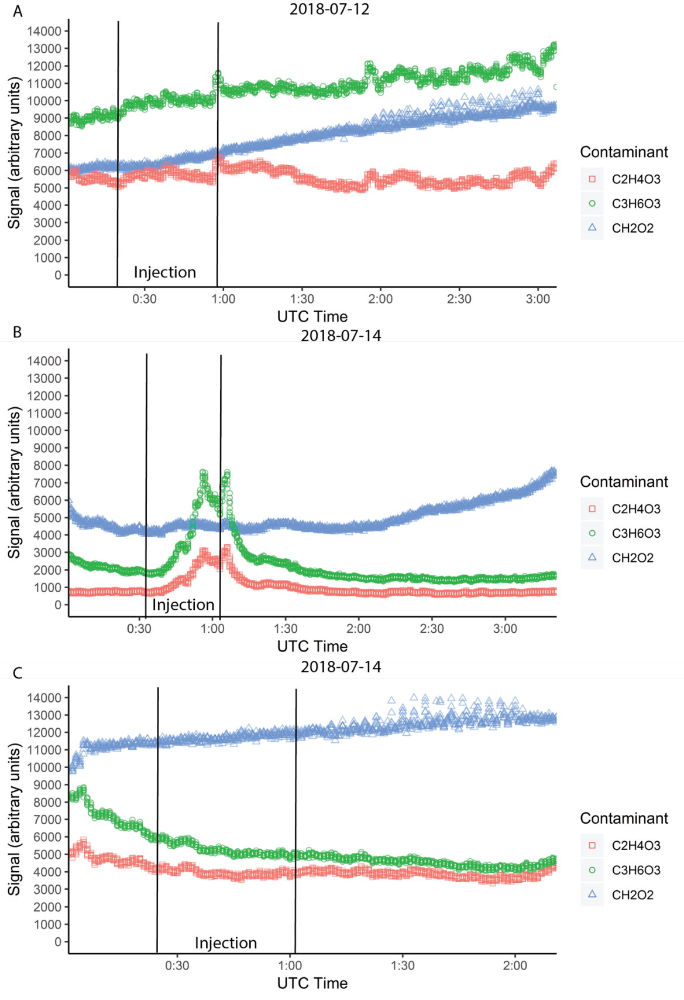 A
2018-07-12
14000
13000
12000
11000
10000
9000
8000
7000
6000
5000
4000
3000
2000
1000
0
Signal (arbitrary units)
Injection
0:30 1:00 1:30 2:00 2:30 3:00
UTC Time
Contaminant
C2H4O3
C3H6O3
CH2O2
B
2018-07-14
14000
13000
12000
11000
10000
9000
8000
7000
6000
5000
4000
3000
2000
1000
0
Signal (arbitrary units)
Injection
0:30 1:00 1:30 2:00 2:30 3:00
UTC Time
Contaminant
C2H4O3
C3H6O3
CH2O2
C
2018-07-14
14000
13000
12000
11000
10000
9000
8000
7000
6000
5000
4000
3000
2000
1000
0
Signal (arbitrary units)
Injection
0:30 1:00 1:30 2:00
UTC Time
Contaminant
C2H4O3
C3H6O3
CH2O2